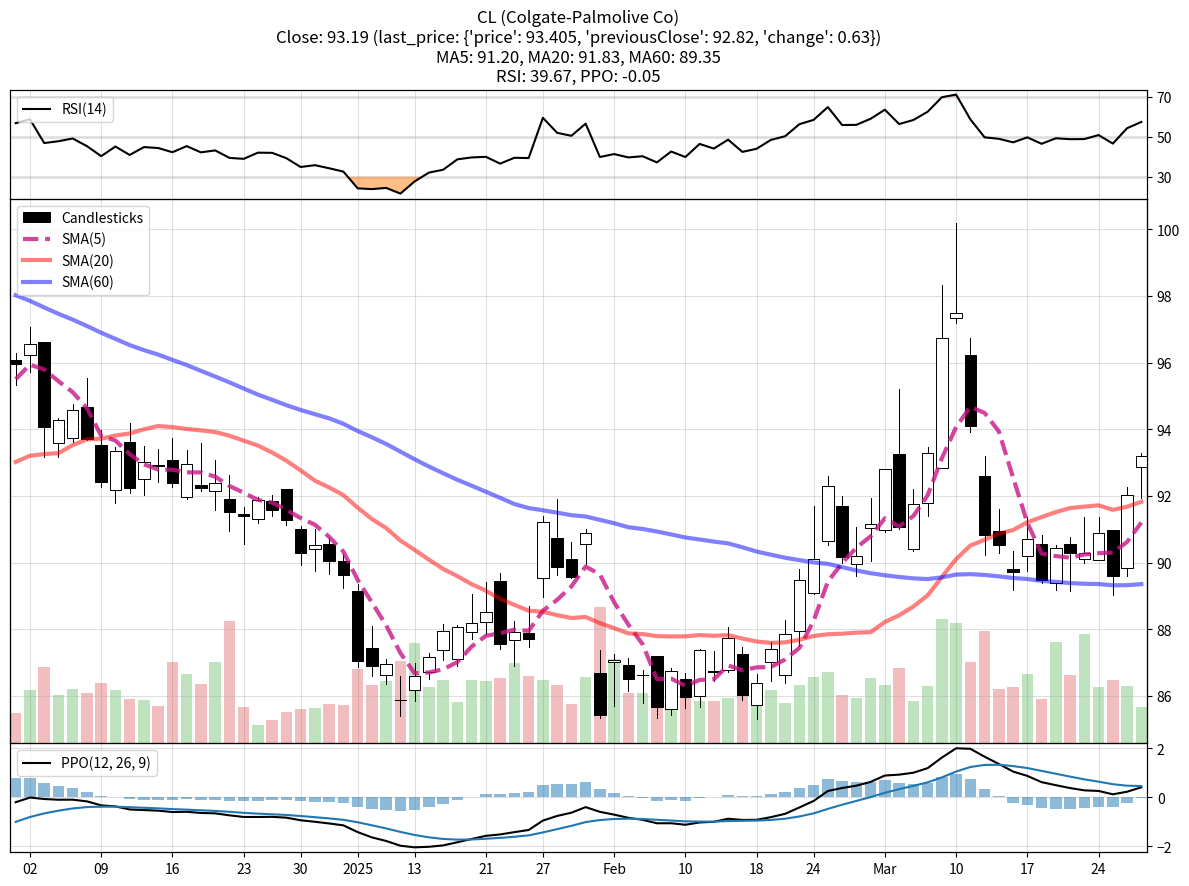 CL (Colgate-Palmolive Co)
Close: 93.19 (last_price: {'price': 93.405, 'previousClose': 92.82, 'change': 0.63})
MA5: 91.20, MA20: 91.83, MA60: 89.35
RSI: 39.67, PPO: -0.05
RSI(14)
70
50
30
Candlesticks
SMA(5)
SMA(20)
SMA(60)
100
98
96
94
92
90
88
86
PPO(12, 26, 9)
2
0
−2
02 09 16 23 30 2025 13 21 27 Feb 10 18 24 Mar 10 17 24